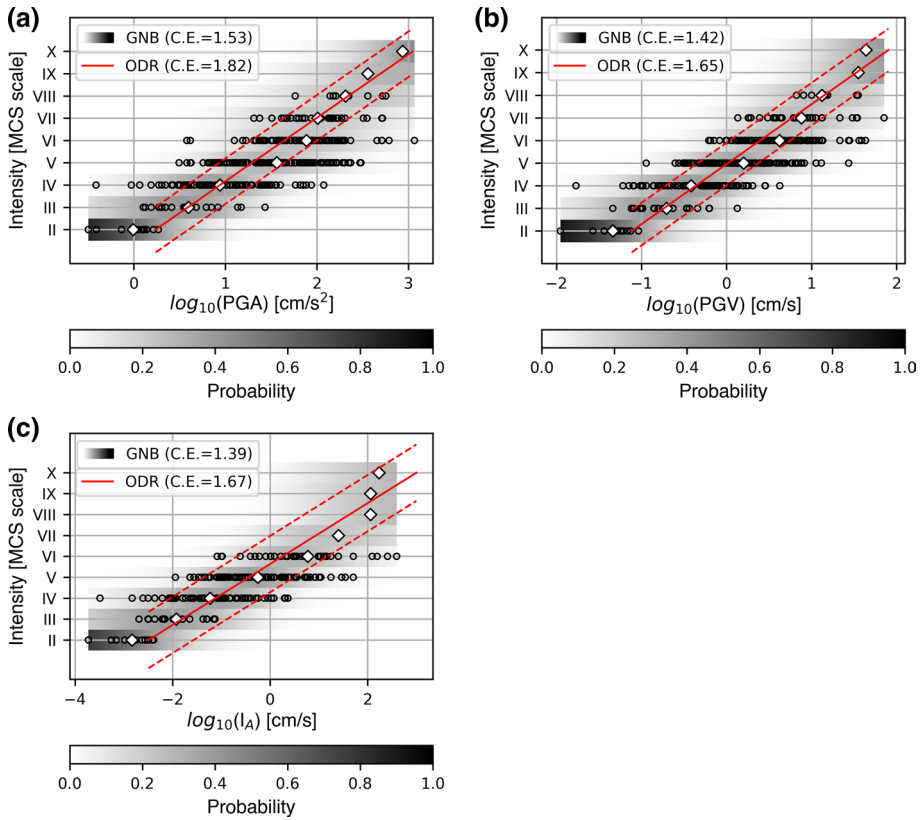 (a)
GNB (C.E.=1.53)
ODR (C.E.=1.82)
Intensity [MCS scale]
X
IX
VIII
VII
VI
V
IV
III
II
0 1 2 3
log10(PGA) [cm/s²]
0.0 0.2 0.4 0.6 0.8 1.0
Probability
(b)
GNB (C.E.=1.42)
ODR (C.E.=1.65)
Intensity [MCS scale]
X
IX
VIII
VII
VI
V
IV
III
II
−2 −1 0 1 2
log10(PGV) [cm/s]
0.0 0.2 0.4 0.6 0.8 1.0
Probability
(c)
GNB (C.E.=1.39)
ODR (C.E.=1.67)
Intensity [MCS scale]
X
IX
VIII
VII
VI
V
IV
III
II
−4 −2 0 2
log10(IA) [cm/s]
0.0 0.2 0.4 0.6 0.8 1.0
Probability